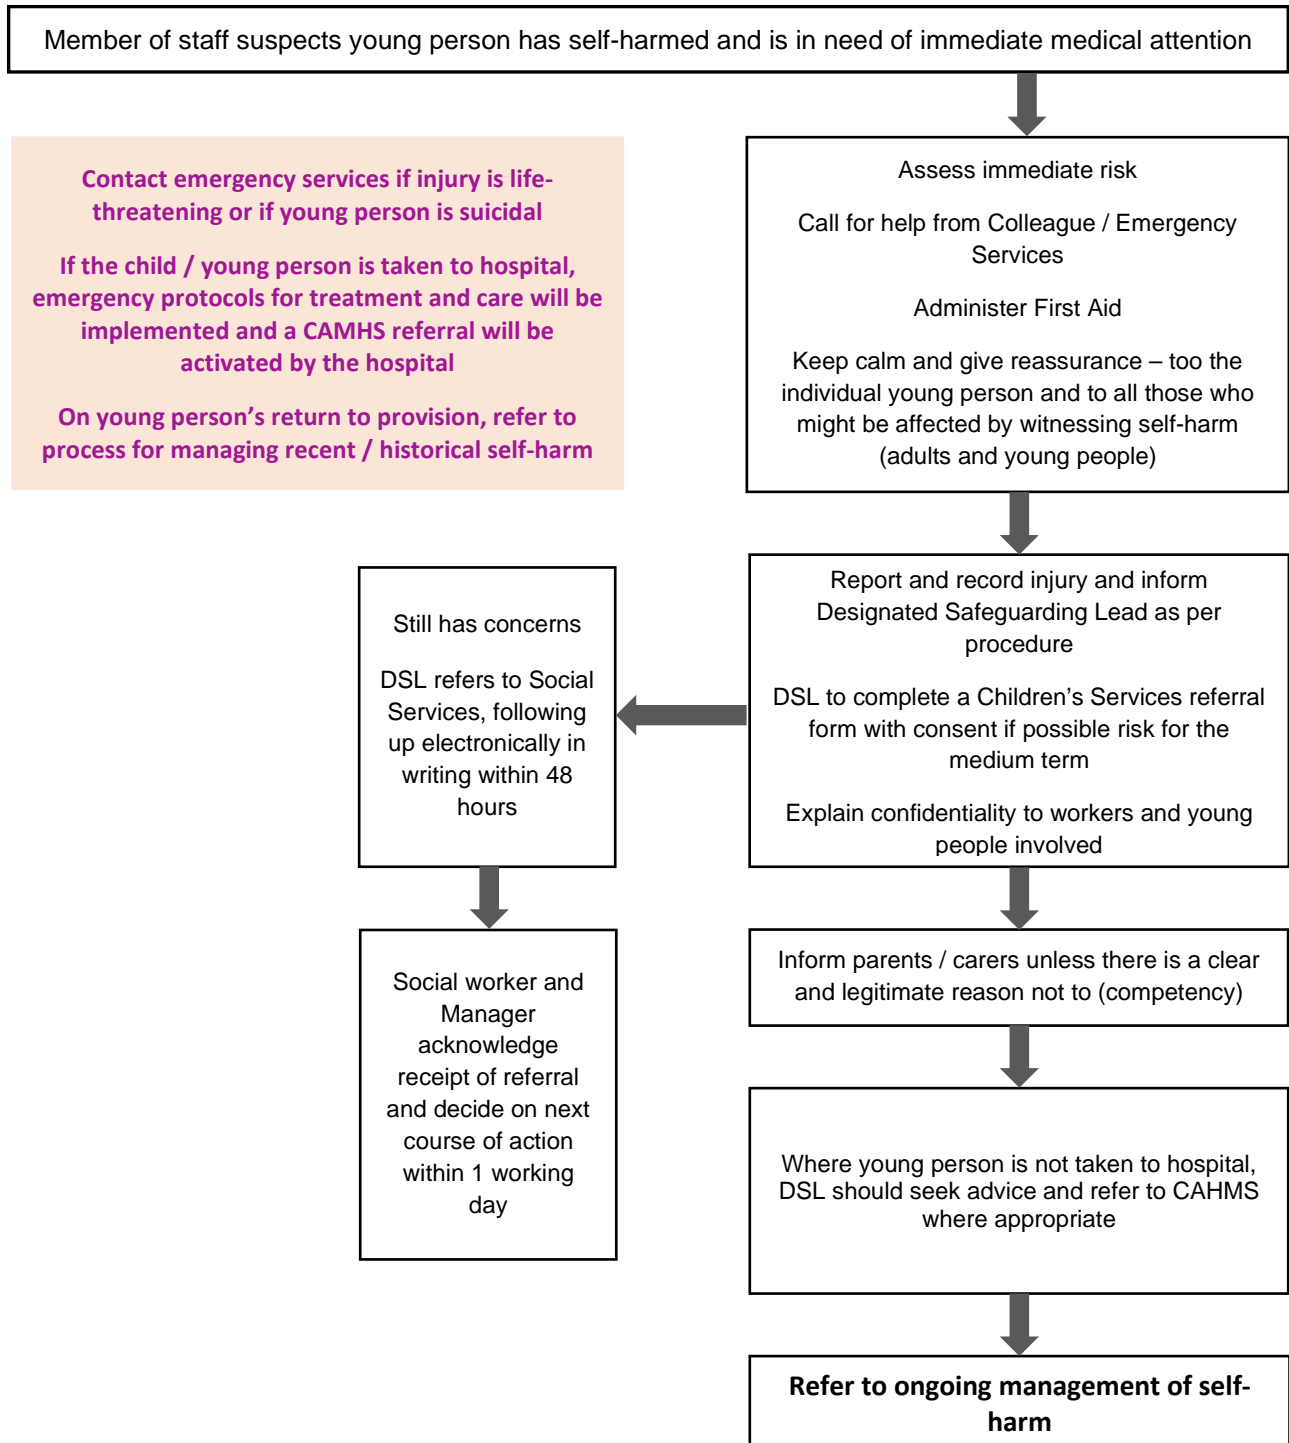 Member of staff suspects young person has self-harmed and is in need of immediate medical attention
Contact emergency services if injury is life-
threatening or if young person is suicidal
If the child / young person is taken to hospital,
emergency protocols for treatment and care will be
implemented and a CAMHS referral will be
activated by the hospital
On young person’s return to provision, refer to
process for managing recent / historical self-harm
Assess immediate risk
Call for help from Colleague / Emergency
Services
Administer First Aid
Keep calm and give reassurance – too the
individual young person and to all those who
might be affected by witnessing self-harm
(adults and young people)
Report and record injury and inform
Designated Safeguarding Lead as per
procedure
DSL to complete a Children’s Services referral
form with consent if possible risk for the
medium term
Explain confidentiality to workers and young
people involved
Still has concerns
DSL refers to Social
Services, following
up electronically in
writing within 48
hours
Social worker and
Manager
acknowledge
receipt of referral
and decide on next
course of action
within 1 working
day
Inform parents / carers unless there is a clear
and legitimate reason not to (competency)
Where young person is not taken to hospital,
DSL should seek advice and refer to CAHMS
where appropriate
Refer to ongoing management of self-
harm